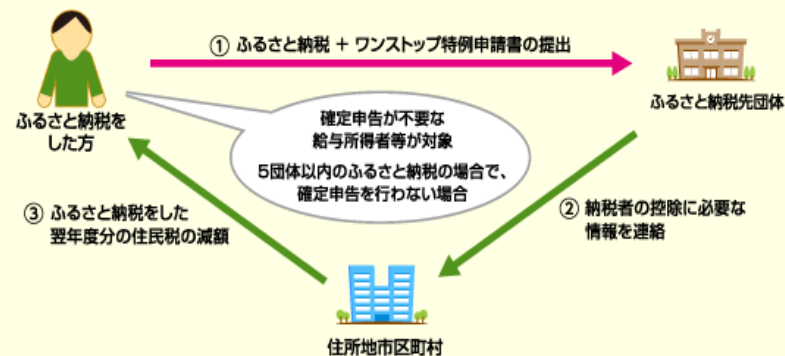 ① ふるさと納税 + ワンストップ特例申請書の提出
ふるさと納税を
した方
ふるさと納税先団体
確定申告が不要な
給与所得者等が対象
5団体以内のふるさと納税の場合で、
確定申告を行わない場合
② 納税者の控除に必要な
情報を連絡
③ ふるさと納税をした
翌年度分の住民税の減額
住所地市区町村